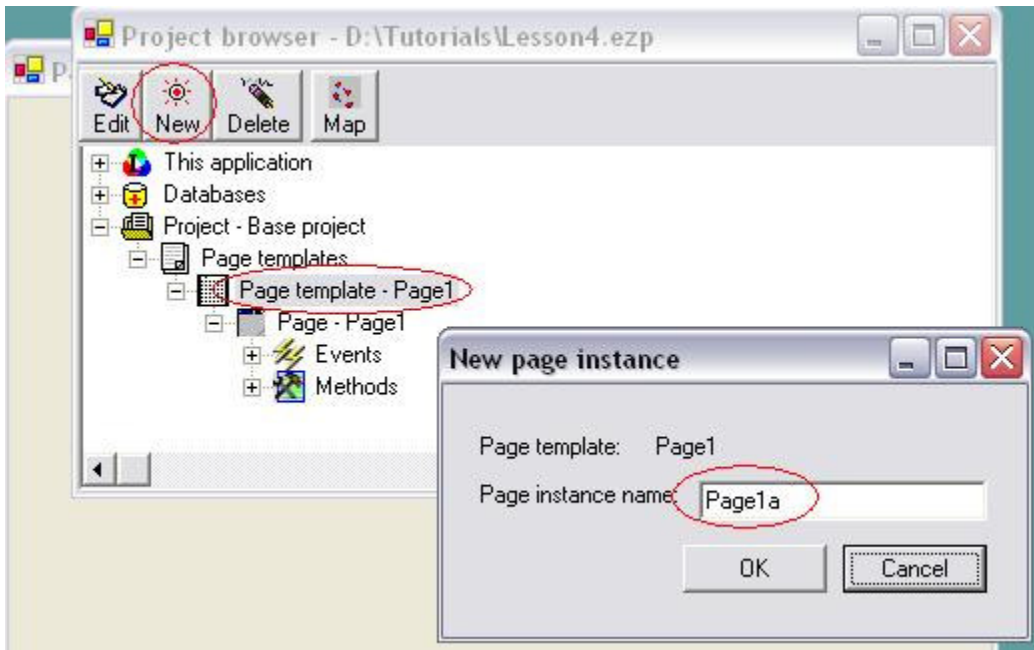 Project browser - D:\Tutorials\Lesson4.ezp
P
Edit New Delete Map
This application
Databases
Project - Base project
Page templates
Page template - Page1
Page - Page1
Events
Methods
New page instance
Page template: Page1
Page instance name: Page1a
OK Cancel